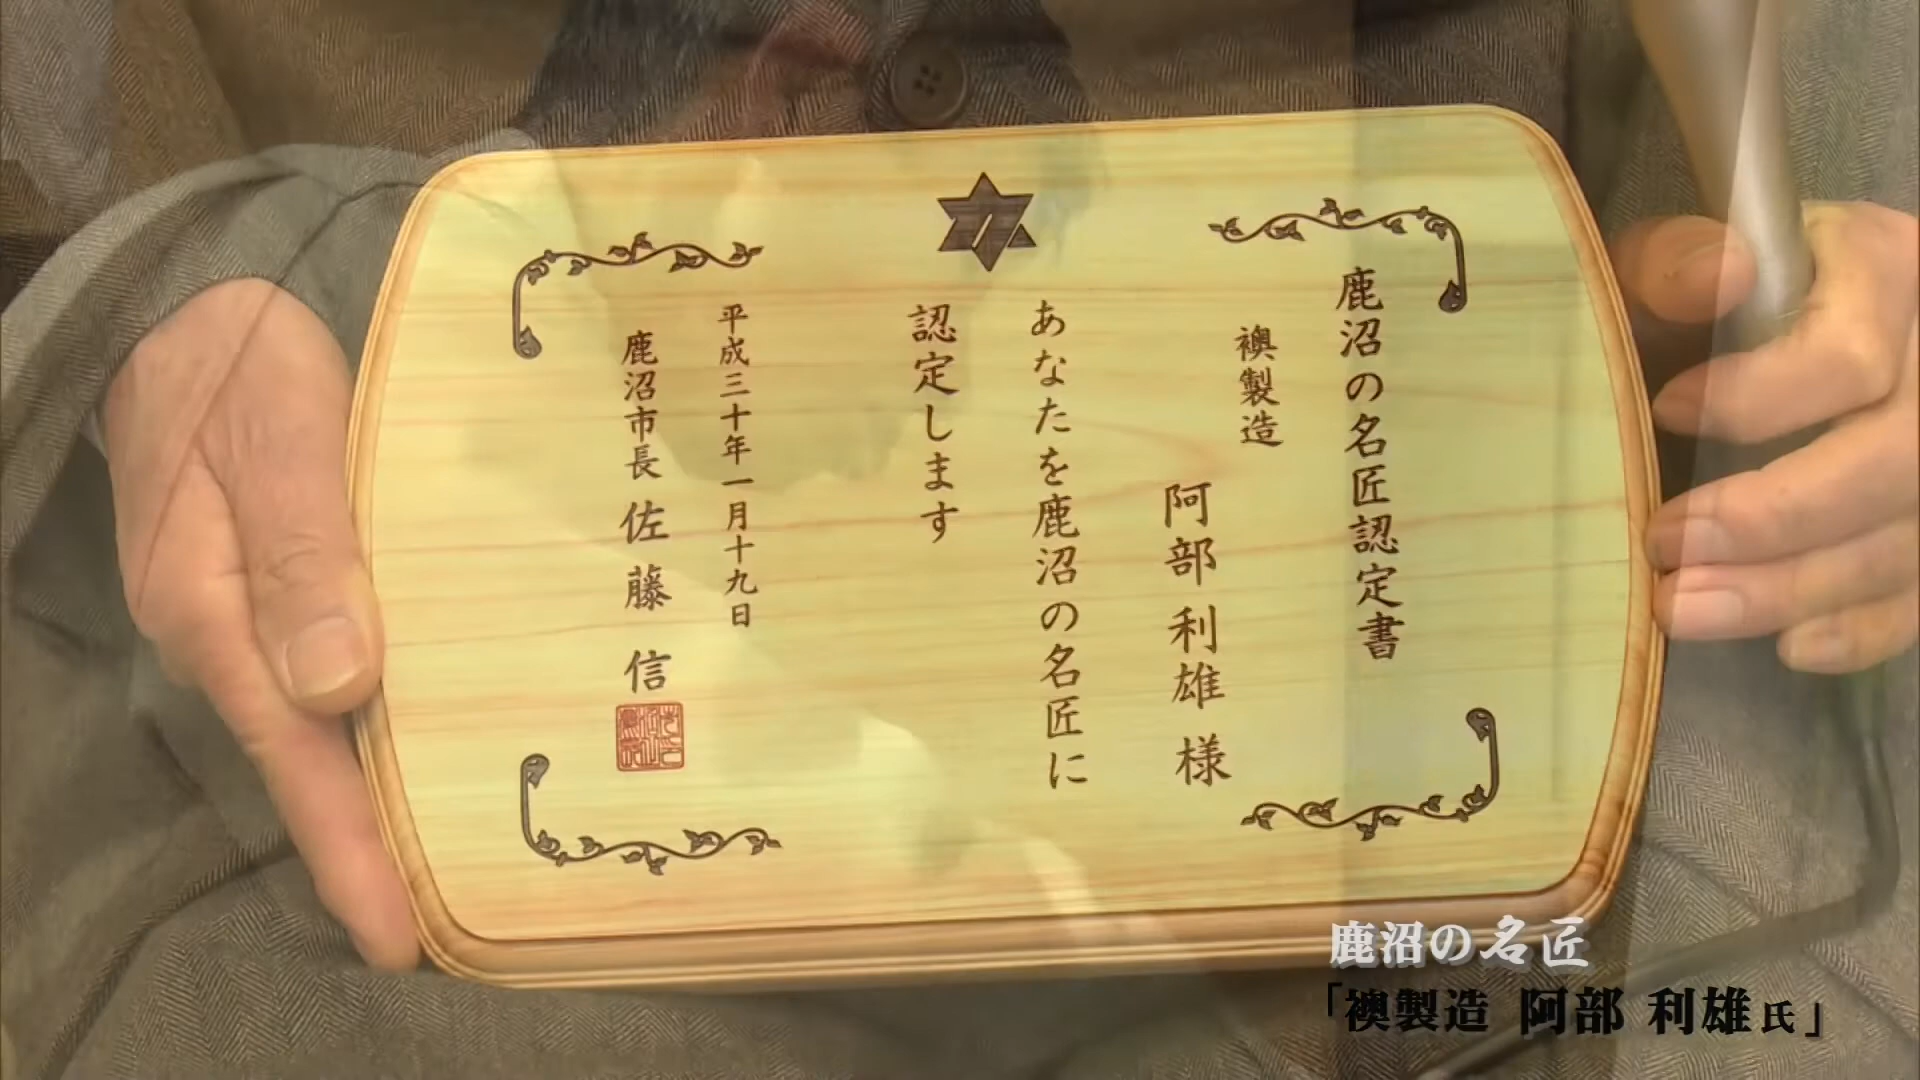 鹿沼の名匠認定書
襖製造
阿部利雄様
あなたを鹿沼の名匠に
認定します
平成三十年一月十九日
鹿沼市長 佐藤信
鹿沼の名匠
「襖製造 阿部 利雄氏」